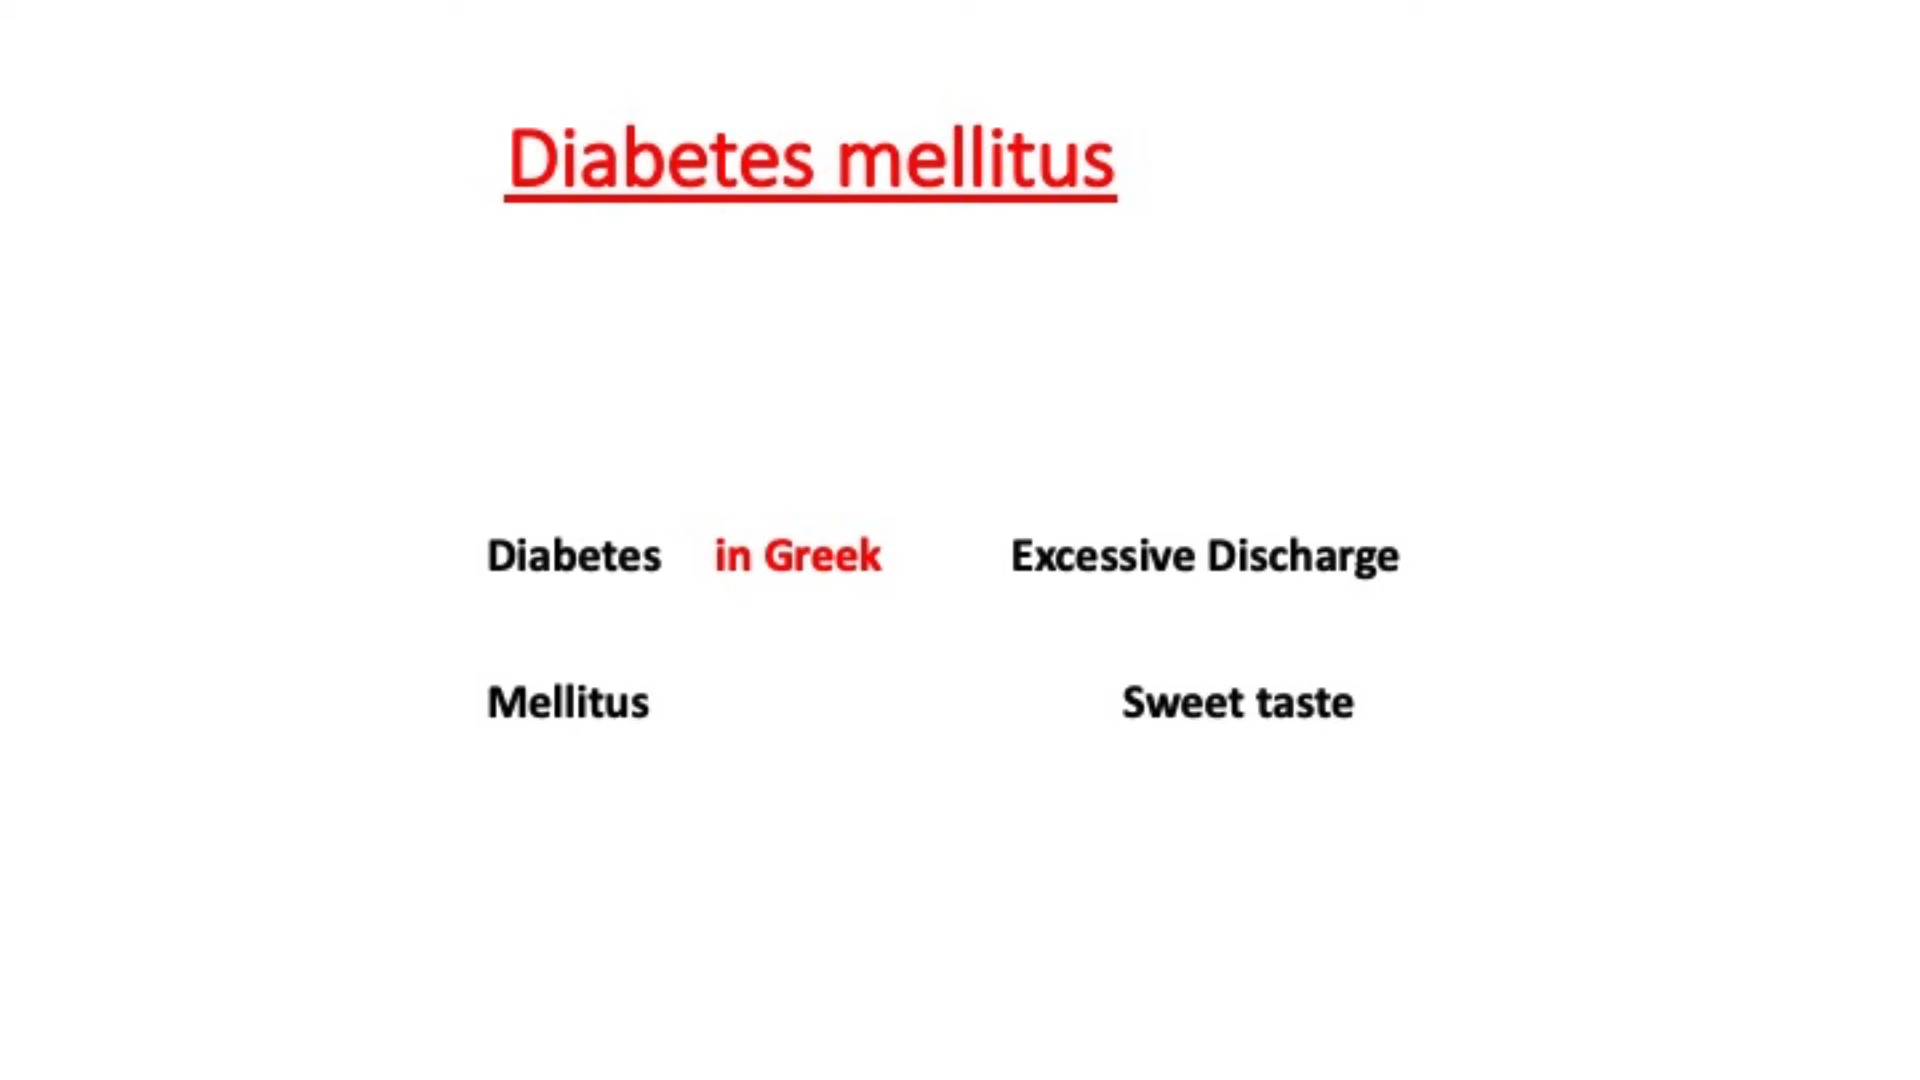 Diabetes mellitus
Diabetes in Greek Excessive Discharge
Mellitus Sweet taste